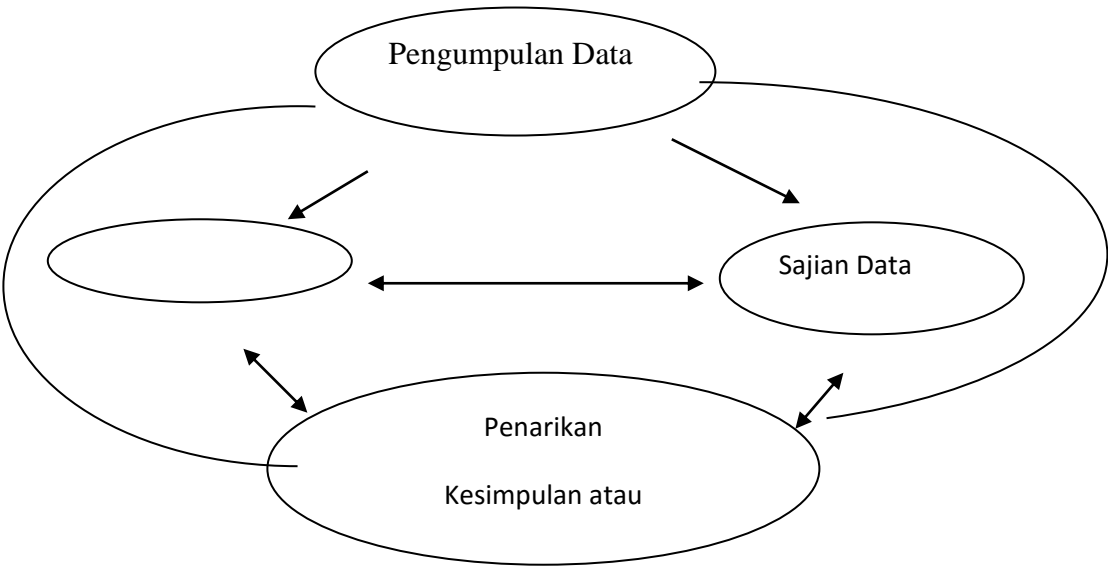 Pengumpulan Data
Sajian Data
Penarikan
Kesimpulan atau